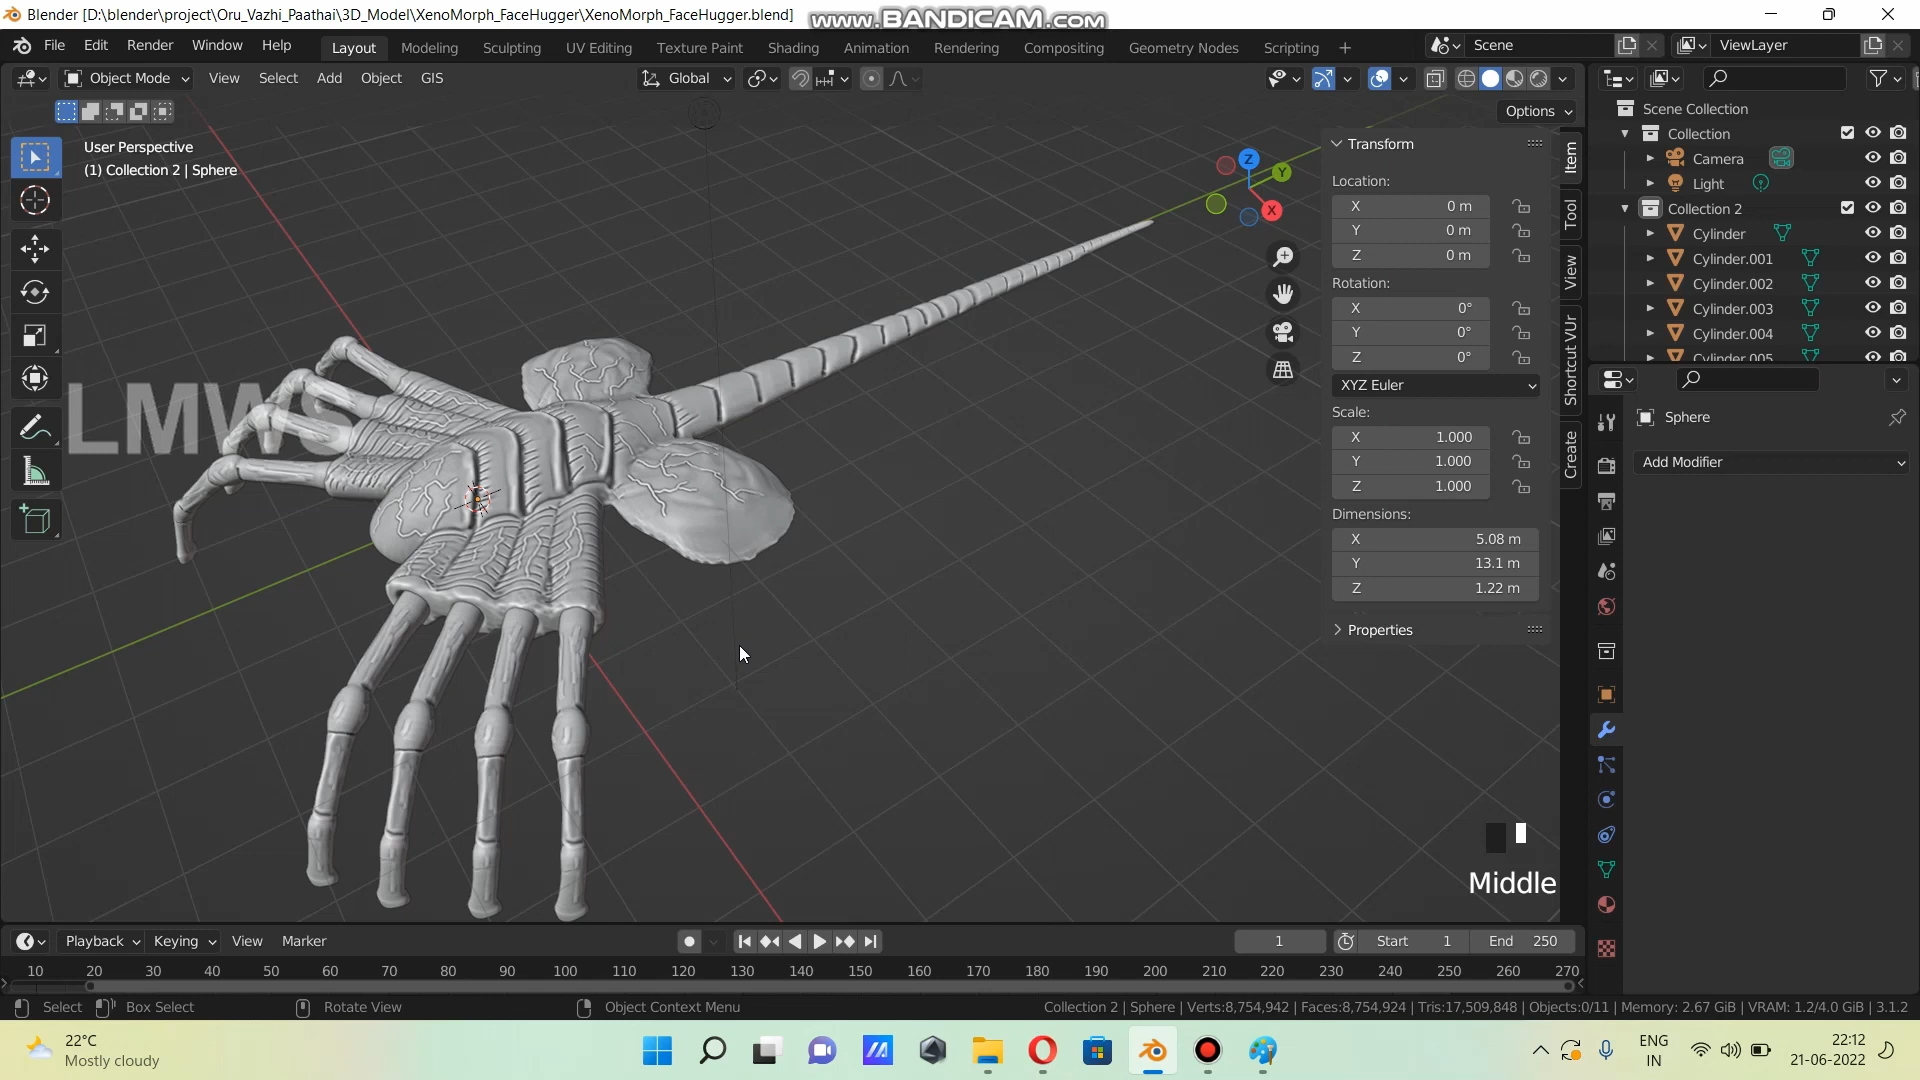 Blender [D:\blender\project\Oru_Vazhi_Paathai\3D_Model\XenoMorph_FaceHugger\XenoMorph_FaceHugger.blend]
www.BANDICAM.com
File Edit Render Window Help
Layout Modeling Sculpting UV Editing Texture Paint Shading Animation Rendering Compositing Geometry Nodes Scripting +
Scene
ViewLayer
Object Mode View Select Add Object GIS
Global
Options
User Perspective
(1) Collection 2 | Sphere
LMWS
Z
Y
X
Transform
Location:
X 0 m
Y 0 m
Z 0 m
Rotation:
X 0°
Y 0°
Z 0°
XYZ Euler
Scale:
X 1.000
Y 1.000
Z 1.000
Dimensions:
X 5.08 m
Y 13.1 m
Z 1.22 m
Properties
Item
Tool
View
Shortcut VUr
Create
Middle
Scene Collection
Collection
Camera
Light
Collection 2
Cylinder
Cylinder.001
Cylinder.002
Cylinder.003
Cylinder.004
Cylinder.005
Sphere
Add Modifier
Playback Keying View Marker
1
Start 1
End 250
10 20 30 40 50 60 70 80 90 100 110 120 130 140 150 160 170 180 190 200 210 220 230 240 250 260 270
Select Box Select Rotate View Object Context Menu
Collection 2 | Sphere | Verts:8,754,942 | Faces:8,754,924 | Tris:17,509,848 | Objects:0/11 | Memory: 2.67 GiB | VRAM: 1.2/4.0 GiB | 3.1.2
22°C
Mostly cloudy
ENG
IN
22:12
21-06-2022